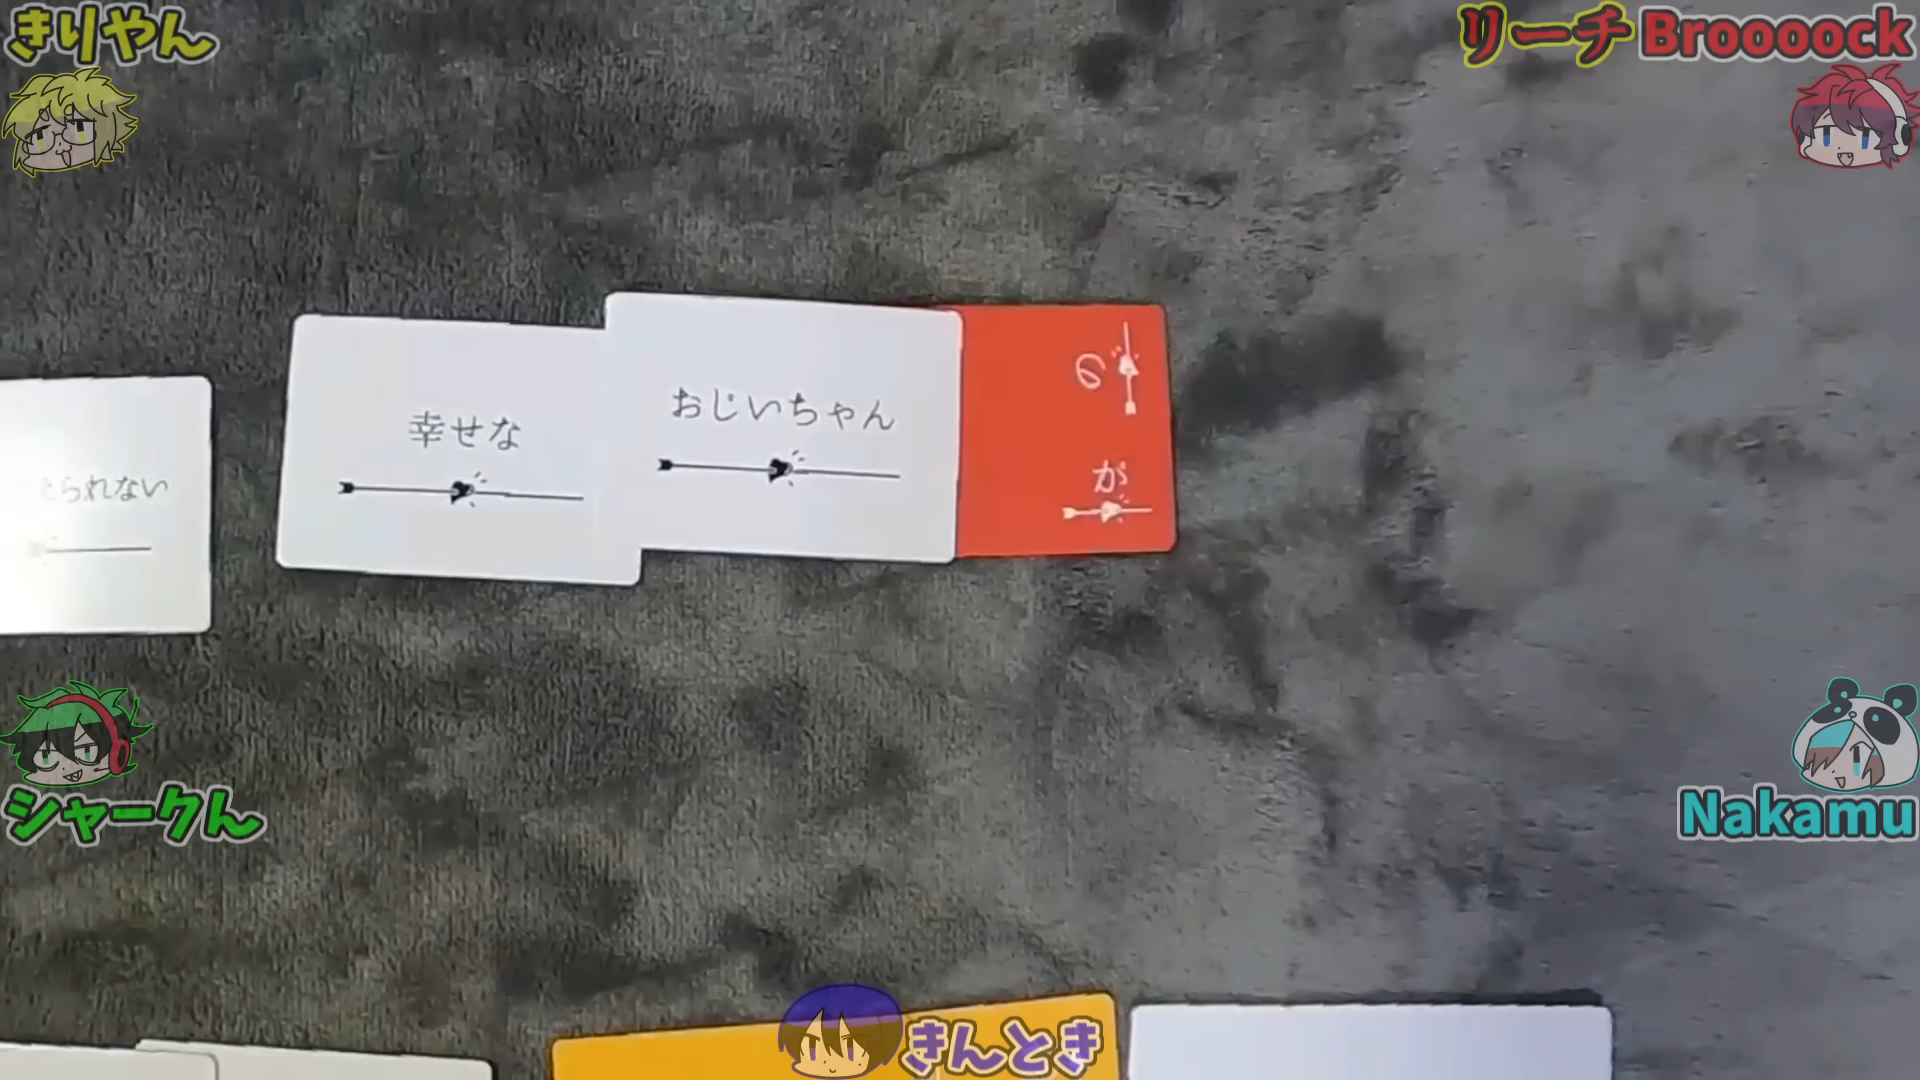 きりやん
リーチ Broooock
幸せな
おじいちゃん
の
が
られない
シャークん
Nakamu
きんとき